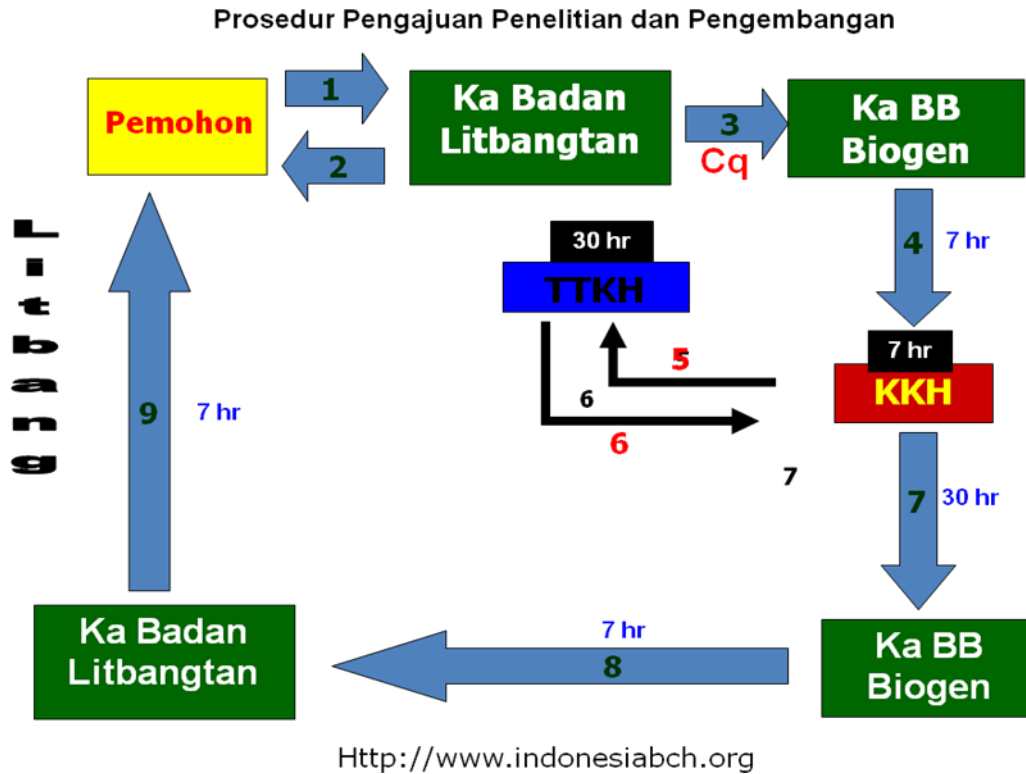 Prosedur Pengajuan Penelitian dan Pengembangan
Pemohon
1
2
Ka Badan
Litbangtan
3
Cq
Ka BB
Biogen
4
7 hr
30 hr
TTKH
5
6
6
7 hr
KKH
7
7
30 hr
Litbang
9
7 hr
Ka Badan
Litbangtan
7 hr
8
Ka BB
Biogen
Http://www.indonesiabch.org